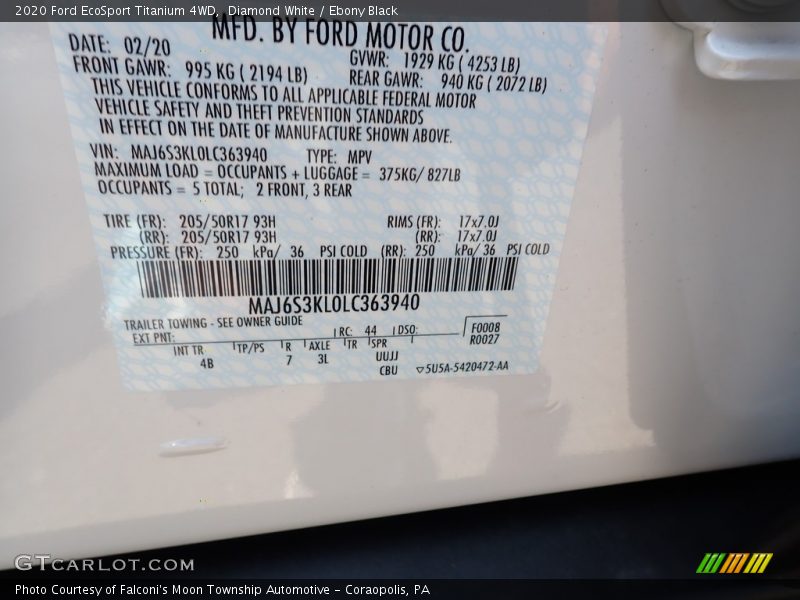 2020 Ford EcoSport Titanium 4WD, Diamond White / Ebony Black
MFD. BY FORD MOTOR CO.
DATE: 02/20 GVWR: 1929 KG ( 4253 LB)
FRONT GAWR: 995 KG ( 2194 LB) REAR GAWR: 940 KG ( 2072 LB)
THIS VEHICLE CONFORMS TO ALL APPLICABLE FEDERAL MOTOR
VEHICLE SAFETY AND THEFT PREVENTION STANDARDS
IN EFFECT ON THE DATE OF MANUFACTURE SHOWN ABOVE.
VIN: MAJ6S3KL0LC363940 TYPE: MPV
MAXIMUM LOAD = OCCUPANTS + LUGGAGE = 375KG/ 827LB
OCCUPANTS = 5 TOTAL; 2 FRONT, 3 REAR
TIRE (FR): 205/50R17 93H RIMS (FR): 17x7.0J
(RR): 205/50R17 93H (RR): 17x7.0J
PRESSURE (FR): 250 kPa/ 36 PSI COLD (RR): 250 kPa/ 36 PSI COLD
MAJ6S3KL0LC363940
TRAILER TOWING - SEE OWNER GUIDE
EXT PNT: RC: 44 DSO: F0008
R0027
INT TR TP/PS R AXLE TR SPR
4B 7 3L UUJJ
CBU ▽5U5A-5420472-AA
GTCARLOT.COM
Photo Courtesy of Falconi's Moon Township Automotive - Coraopolis, PA